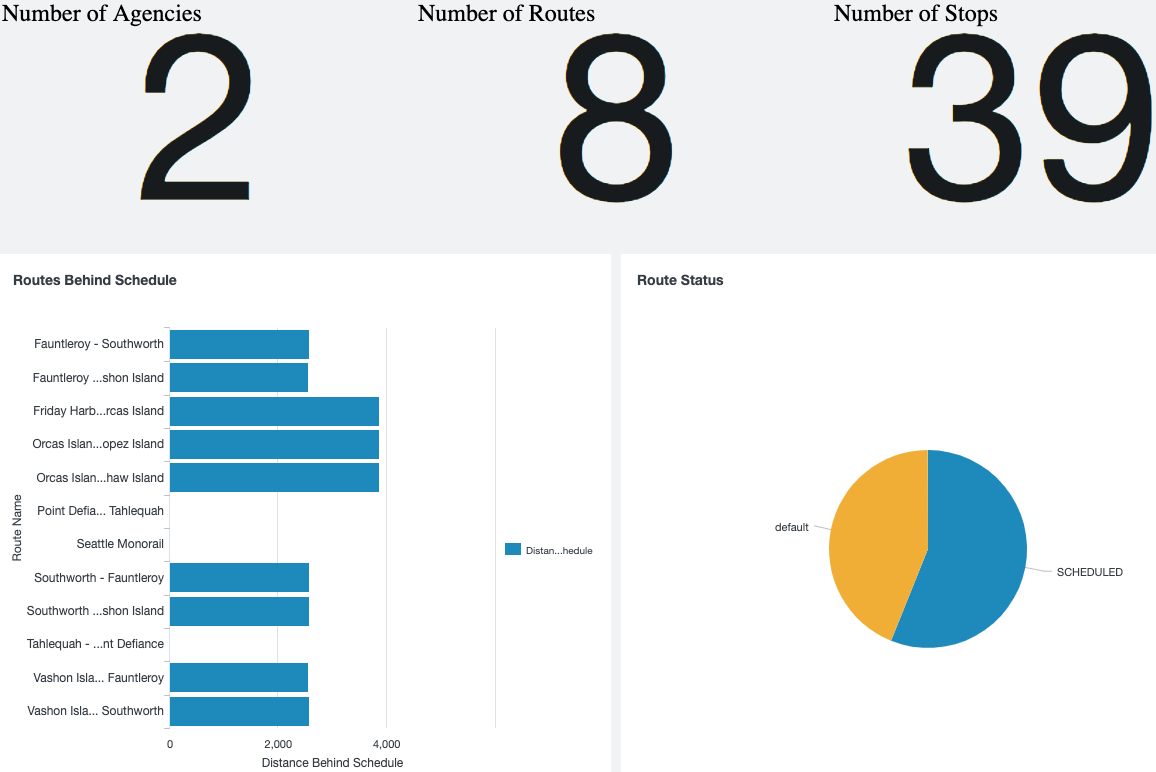 Number of Agencies
Number of Routes
Number of Stops
2
8
39
Routes Behind Schedule
Route Name
Fauntleroy - Southworth
Fauntleroy ...shon Island
Friday Harb...rcas Island
Orcas Islan...opez Island
Orcas Islan...haw Island
Point Defia... Tahlequah
Seattle Monorail
Southworth - Fauntleroy
Southworth ...shon Island
Tahlequah - ...nt Defiance
Vashon Isla... Fauntleroy
Vashon Isla... Southworth
0 2,000 4,000
Distance Behind Schedule
Distan...hedule
Route Status
default
SCHEDULED